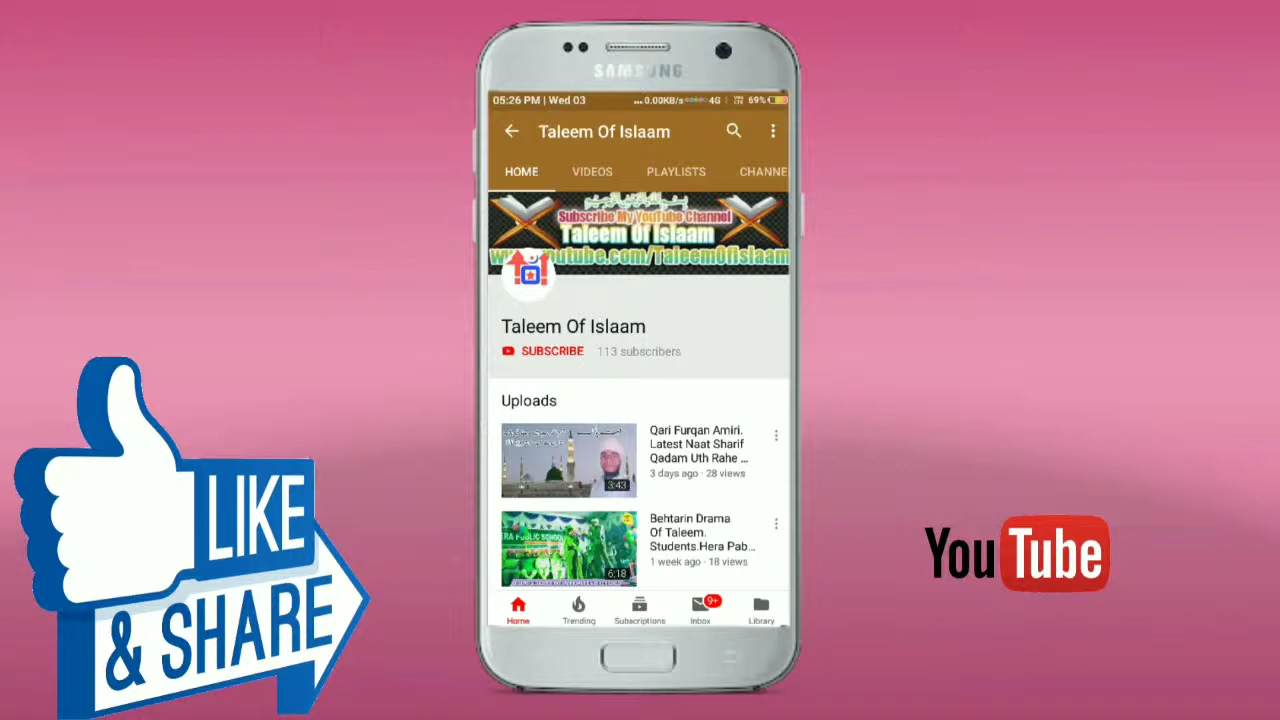 SAMSUNG
05:26 PM | Wed 03
...0.00KB/s 4G 69%
Taleem Of Islaam
HOME VIDEOS PLAYLISTS CHANNE
Subscribe My YouTube Channel
Taleem Of Islaam
utube.com/TaleemOfIslaam
Taleem Of Islaam
SUBSCRIBE 113 subscribers
Uploads
Qari Furqan Amiri.
Latest Naat Sharif
Qadam Uth Rahe ...
3 days ago · 28 views
3:43
Behtarin Drama
Of Taleem.
Students.Hera Pab...
1 week ago · 18 views
PUBLIC SCHOOL
6:18
Home Trending Subscriptions Inbox 9+ Library
LIKE
& SHARE
YouTube